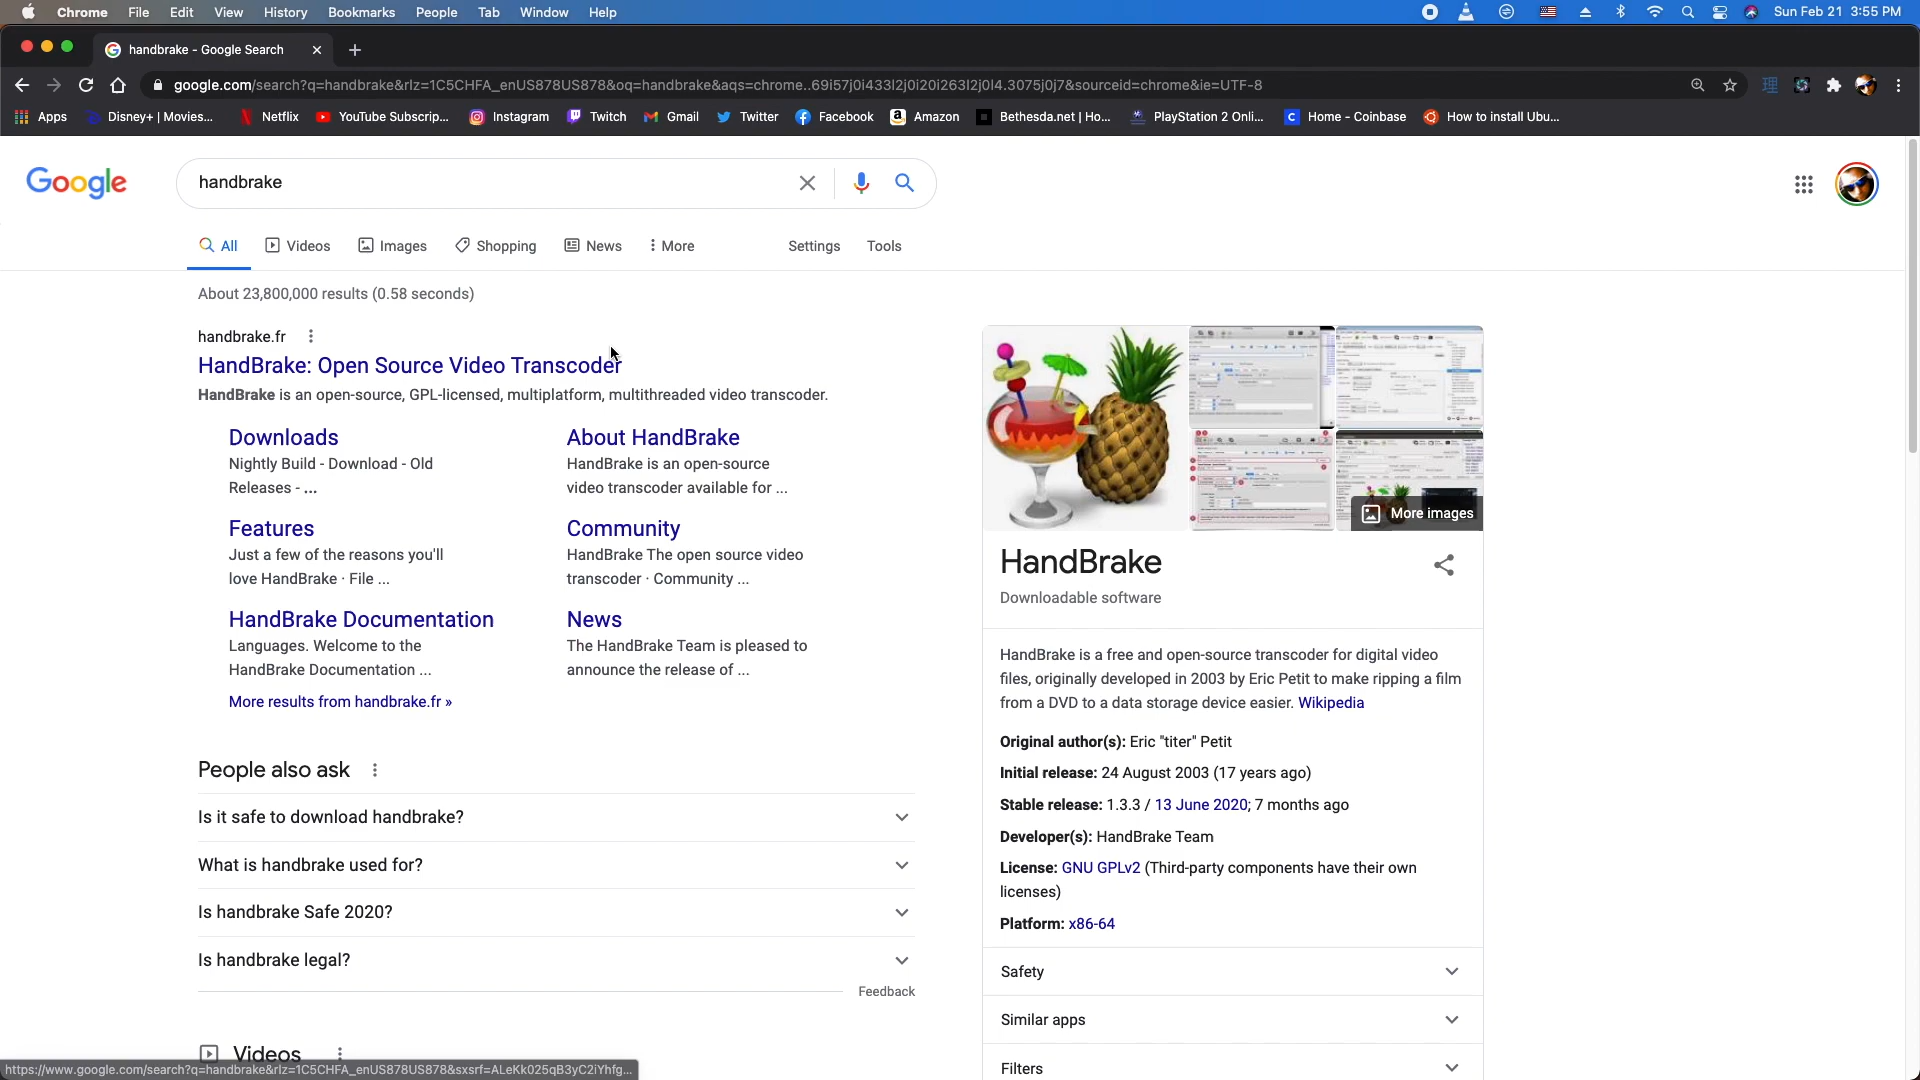 Chrome File Edit View History Bookmarks People Tab Window Help Sun Feb 21 3:55 PM
handbrake - Google Search
google.com/search?q=handbrake&rlz=1C5CHFA_enUS878US878&oq=handbrake&aqs=chrome..69i57j0i433l2j0i20i263l2j0l4.3075j0j7&sourceid=chrome&ie=UTF-8
Apps Disney+ | Movies... Netflix YouTube Subscrip... Instagram Twitch Gmail Twitter Facebook Amazon Bethesda.net | Ho... PlayStation 2 Onli... Home - Coinbase How to install Ubu...
Google
handbrake
All Videos Images Shopping News More Settings Tools
About 23,800,000 results (0.58 seconds)
handbrake.fr
HandBrake: Open Source Video Transcoder
HandBrake is an open-source, GPL-licensed, multiplatform, multithreaded video transcoder.
Downloads
Nightly Build - Download - Old
Releases - ...
About HandBrake
HandBrake is an open-source
video transcoder available for ...
Features
Just a few of the reasons you'll
love HandBrake · File ...
Community
HandBrake The open source video
transcoder · Community ...
HandBrake Documentation
Languages. Welcome to the
HandBrake Documentation ...
News
The HandBrake Team is pleased to
announce the release of ...
More results from handbrake.fr »
People also ask
Is it safe to download handbrake?
What is handbrake used for?
Is handbrake Safe 2020?
Is handbrake legal?
Feedback
Videos
https://www.google.com/search?q=handbrake&rlz=1C5CHFA_enUS878US878&sxsrf=ALeKk025qB3yC2iYhfg...
More images
HandBrake
Downloadable software
HandBrake is a free and open-source transcoder for digital video
files, originally developed in 2003 by Eric Petit to make ripping a film
from a DVD to a data storage device easier. Wikipedia
Original author(s): Eric "titer" Petit
Initial release: 24 August 2003 (17 years ago)
Stable release: 1.3.3 / 13 June 2020; 7 months ago
Developer(s): HandBrake Team
License: GNU GPLv2 (Third-party components have their own
licenses)
Platform: x86-64
Safety
Similar apps
Filters